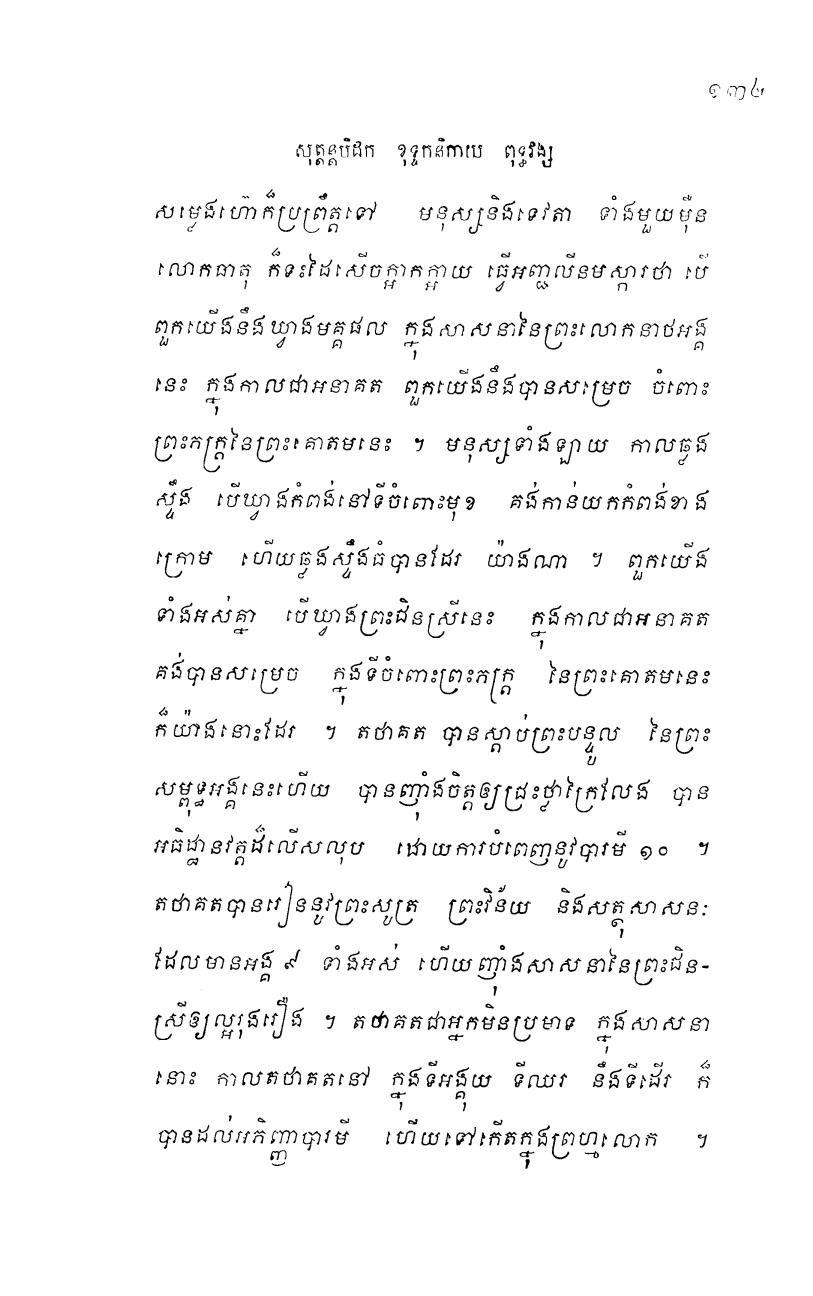 ១៣៤
សុត្តន្តបិដក ខុទ្ទកនិកាយ ពុទ្ធវង្ស
សម្លេងហ៊ោក៏ប្រព្រឹត្តទៅ មនុស្សនិងទេវតា ទាំងមួយម៉ឺន
លោកធាតុ ក៏ទះដៃសើចក្អាកក្អាយ ធ្វើអញ្ជលីនមស្ការថា បើ
ពួកយើងនឹងឃ្វាងមគ្គផល ក្នុងសាសនានៃព្រះលោកនាថអង្គ
នេះ ក្នុងកាលជាអនាគត ពួកយើងនឹងបានសម្រេច ចំពោះ
ព្រះភក្ត្រនៃព្រះគោតមនេះ ។ មនុស្សទាំងឡាយ កាលឆ្លង
ស្ទឹង បើឃ្វាងកំពង់នៅទីចំពោះមុខ គង់កាន់យកកំពង់ខាង
ក្រោម ហើយឆ្លងស្ទឹងធំបានដែរ យ៉ាងណា ។ ពួកយើង
ទាំងអស់គ្នា បើឃ្វាងព្រះជិនស្រីនេះ ក្នុងកាលជាអនាគត
គង់បានសម្រេច ក្នុងទីចំពោះព្រះភក្ត្រ នៃព្រះគោតមនេះ
ក៏យ៉ាងនោះដែរ ។ តថាគត បានស្តាប់ព្រះបន្ទូល នៃព្រះ
សម្ពុទ្ធអង្គនេះហើយ បានញ៉ាំងចិត្តឲ្យជ្រះថ្លាក្រៃលែង បាន
អធិដ្ឋានវត្តដ៏លើសលុប ដោយការបំពេញនូវបារមី ១០ ។
តថាគតបានរៀននូវព្រះសូត្រ ព្រះវិន័យ និងសត្ថុសាសនៈ
ដែលមានអង្គ ៩ ទាំងអស់ ហើយញ៉ាំងសាសនានៃព្រះជិន-
ស្រីឲ្យល្អរុងរឿង ។ តថាគតជាអ្នកមិនប្រមាទ ក្នុងសាសនា
នោះ កាលតថាគតនៅ ក្នុងទីអង្គុយ ទីឈរ នឹងទីដើរ ក៏
បានដល់អភិញ្ញាបារមី ហើយទៅកើតក្នុងព្រហ្មលោក ។